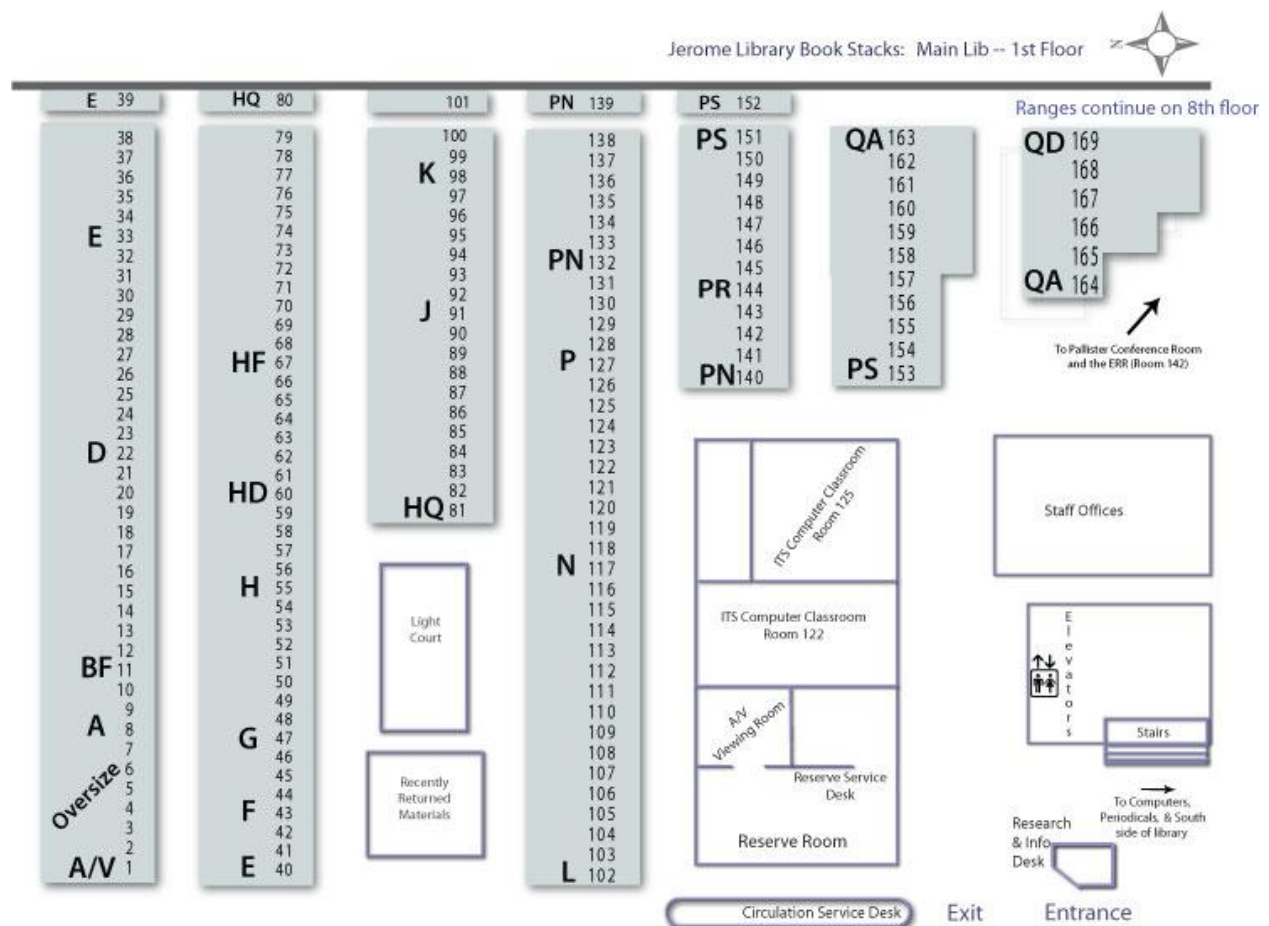 Jerome Library Book Stacks: Main Lib -- 1st Floor
N
Ranges continue on 8th floor
E 39
38
37
36
35
34
E 33
32
31
30
29
28
27
26
25
24
23
D 22
21
20
19
18
17
16
15
14
13
12
BF 11
10
9
A 8
7
Oversize 6
5
4
3
2
A/V 1
HQ 80
79
78
77
76
75
74
73
72
71
70
69
68
HF 67
66
65
64
63
62
61
HD 60
59
58
57
56
H 55
54
53
52
51
50
49
48
G 47
46
45
44
F 43
42
41
E 40
101
100
99
K 98
97
96
95
94
93
92
J 91
90
89
88
87
86
85
84
83
82
HQ 81
Light
Court
Recently
Returned
Materials
PN 139
138
137
136
135
134
133
PN 132
131
130
129
128
P 127
126
125
124
123
122
121
120
119
118
N 117
116
115
114
113
112
111
110
109
108
107
106
105
104
103
L 102
PS 152
PS 151
150
149
148
147
146
145
PR 144
143
142
141
PN 140
QA 163
162
161
160
159
158
157
156
155
154
PS 153
QD 169
168
167
166
165
QA 164
To Pallister Conference Room
and the ERR (Room 142)
ITS Computer Classroom
Room 125
ITS Computer Classroom
Room 122
A/V
Viewing Room
Reserve Service
Desk
Reserve Room
Staff Offices
Elevators
Stairs
To Computers,
Periodicals, & South
side of library
Research
& Info
Desk
Circulation Service Desk
Exit
Entrance